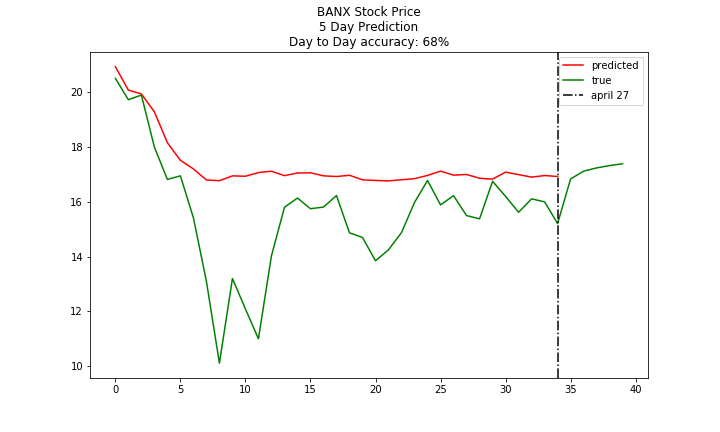 BANX Stock Price
5 Day Prediction
Day to Day accuracy: 68%
predicted
true
april 27
20
18
16
14
12
10
0 5 10 15 20 25 30 35 40